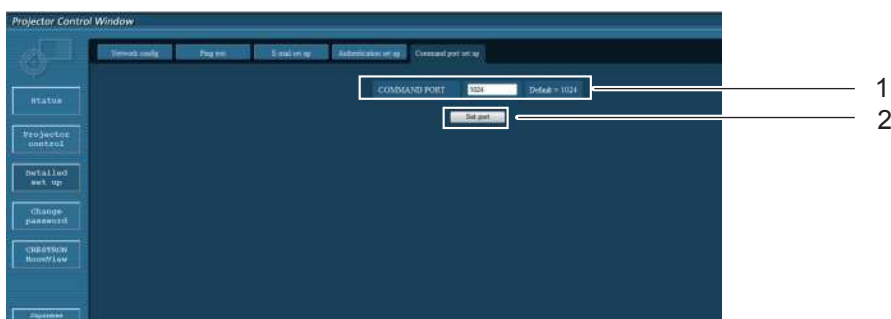 Projector Control Window
Network config Ping test E-mail set up Authentication set up Command port set up
COMMAND PORT 1024 Default = 1024
1
Set port
2
Status
Projector
control
Detailed
set up
Change
password
CRESTRON
RoomView
Japanese